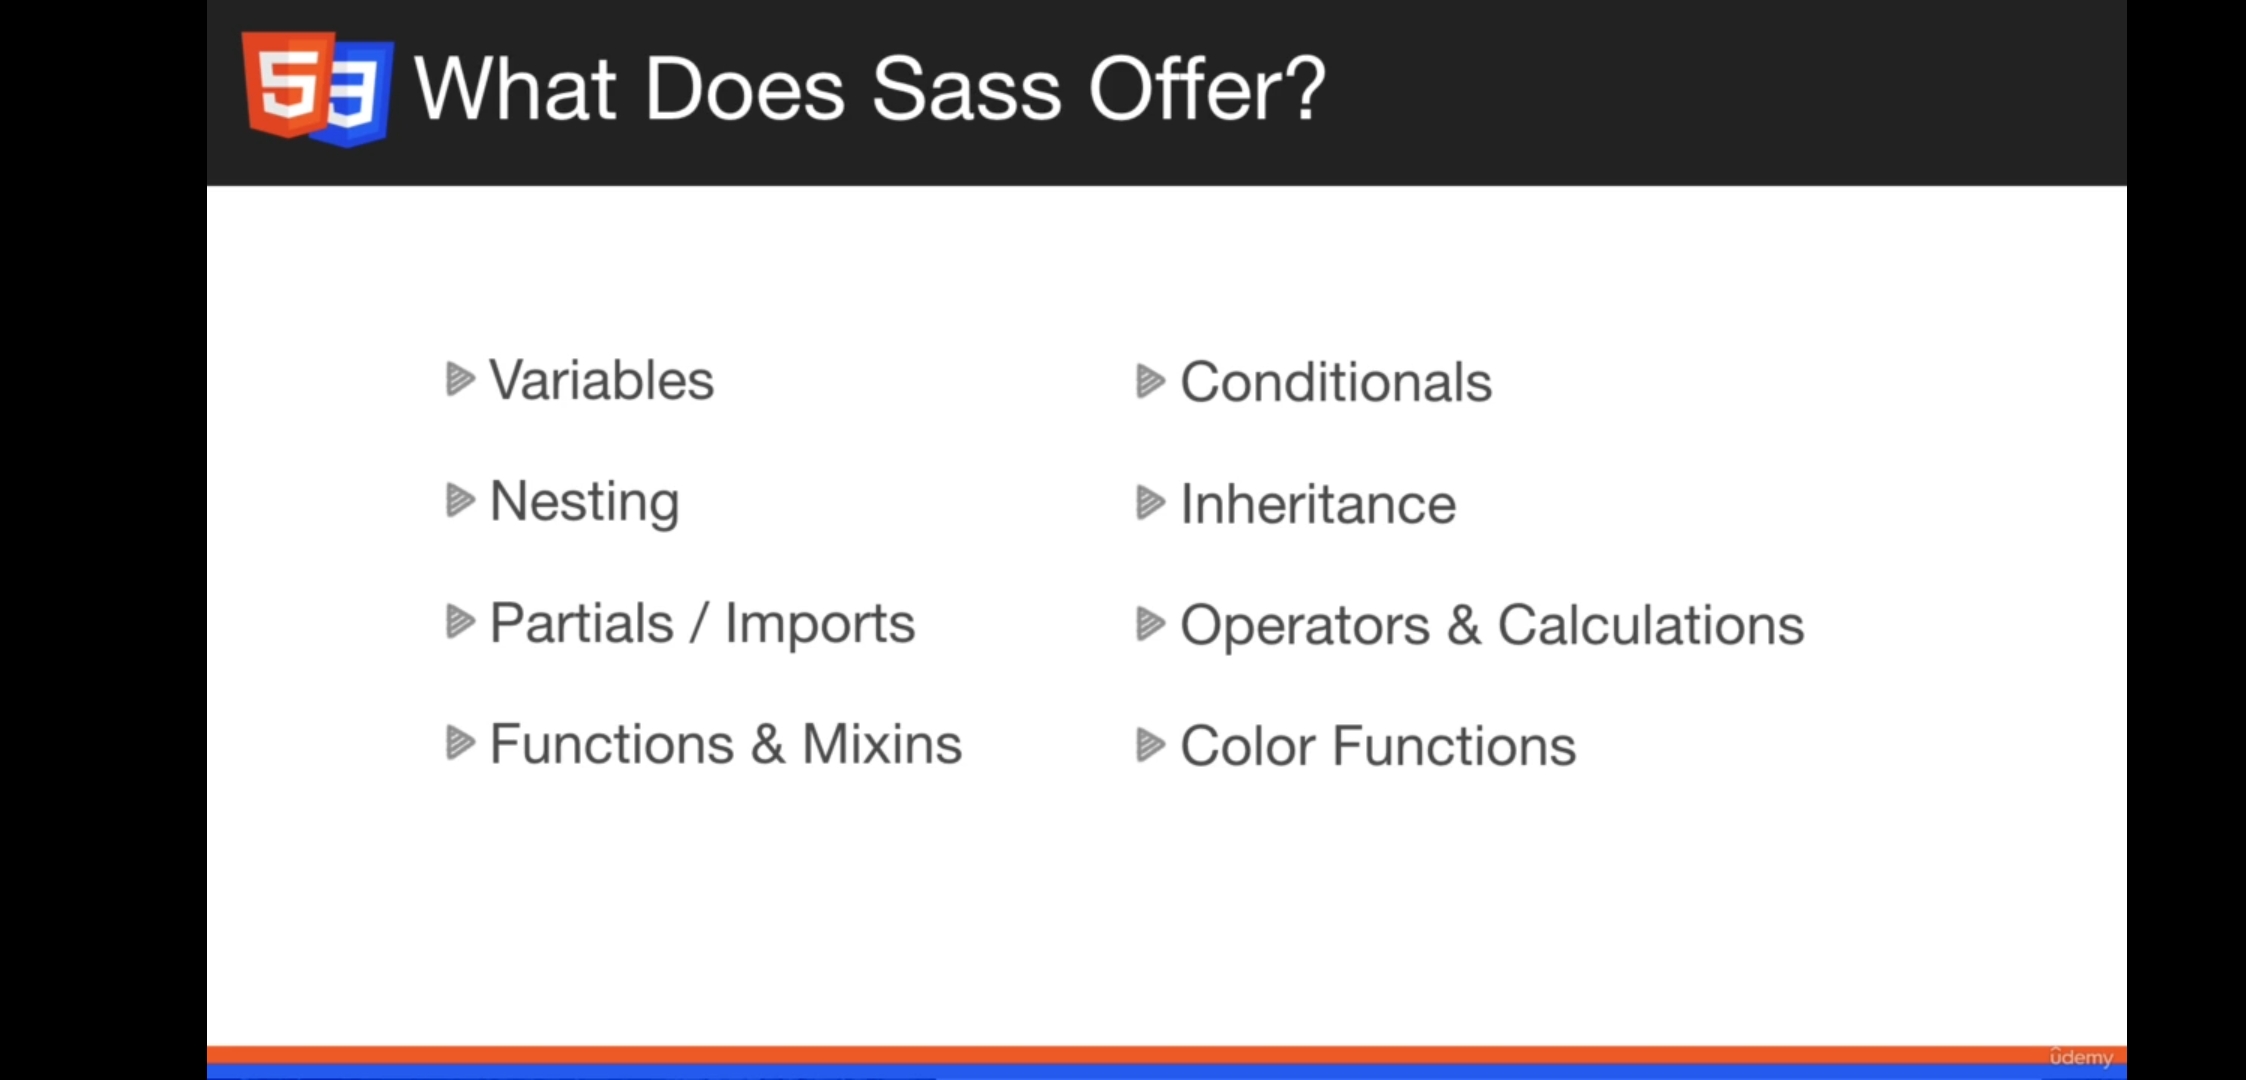 What Does Sass Offer?
Variables
Nesting
Partials / Imports
Functions & Mixins
Conditionals
Inheritance
Operators & Calculations
Color Functions
ûdemy